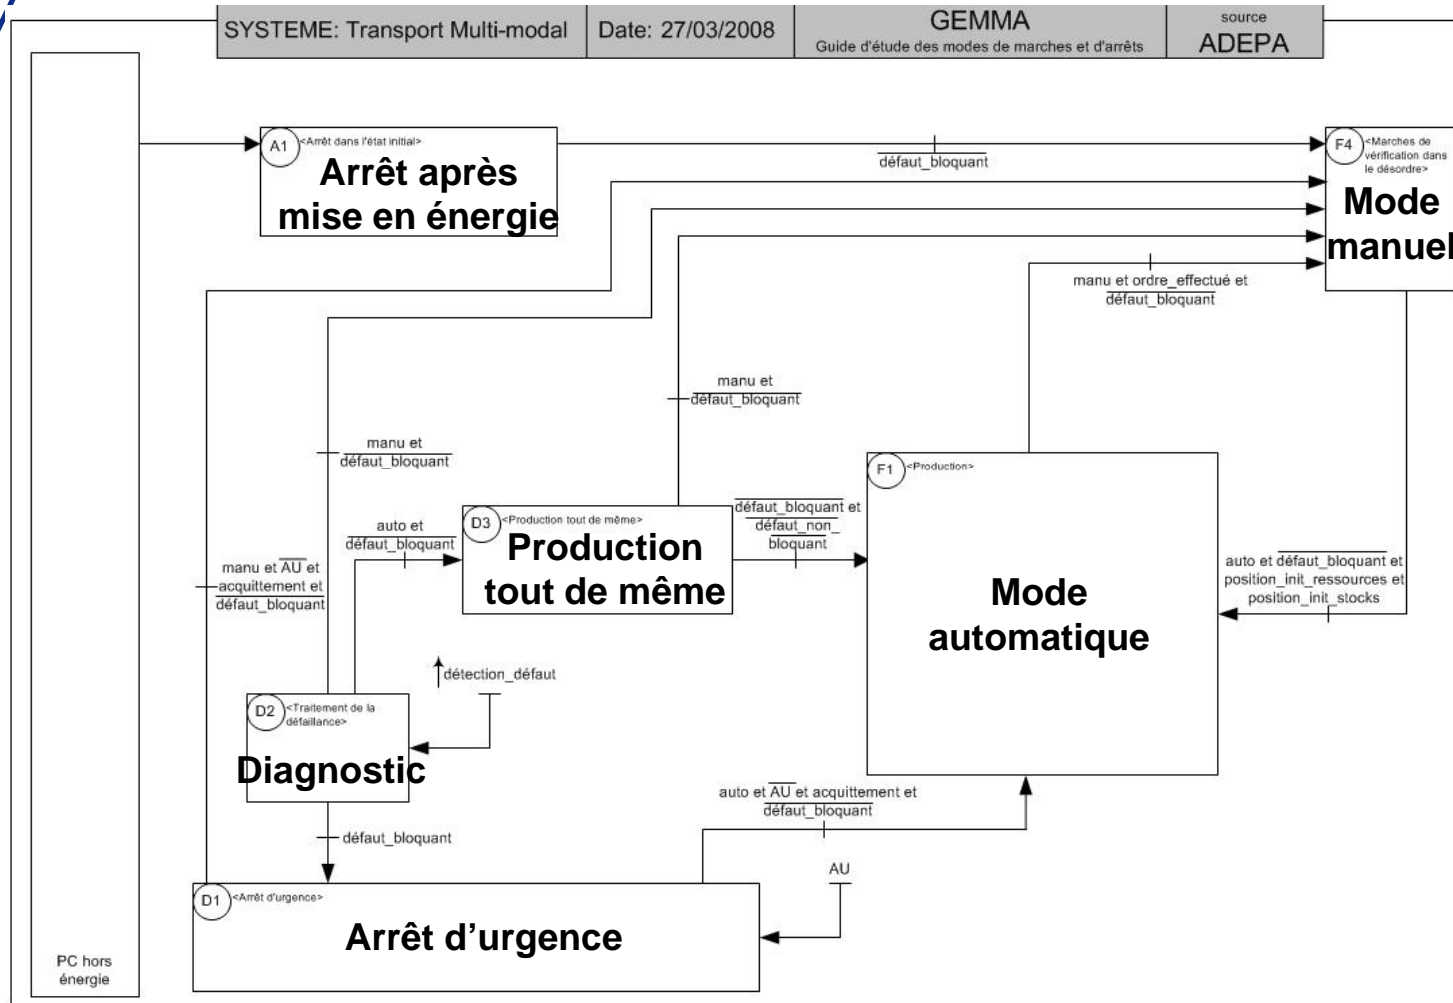 SYSTEME: Transport Multi-modal
Date: 27/03/2008
GEMMA
Guide d'étude des modes de marches et d'arrêts
source
ADEPA
A1
<Arrêt dans l'état initial>
Arrêt après
mise en énergie
défaut_bloquant
F4
<Marches de
vérification dans
le désordre>
Mode
manuel
manu et ordre_effectué et
défaut_bloquant
manu et
défaut_bloquant
manu et
défaut_bloquant
F1
<Production>
Mode
automatique
auto et
défaut_bloquant
D3
<Production tout de même>
Production
tout de même
défaut_bloquant et
défaut_non_
bloquant
manu et AU et
acquittement et
défaut_bloquant
auto et défaut_bloquant et
position_init_ressources et
position_init_stocks
détection_défaut
D2
<Traitement de la
défaillance>
Diagnostic
auto et AU et acquittement et
défaut_bloquant
défaut_bloquant
AU
D1
<Arrêt d'urgence>
Arrêt d’urgence
PC hors
énergie